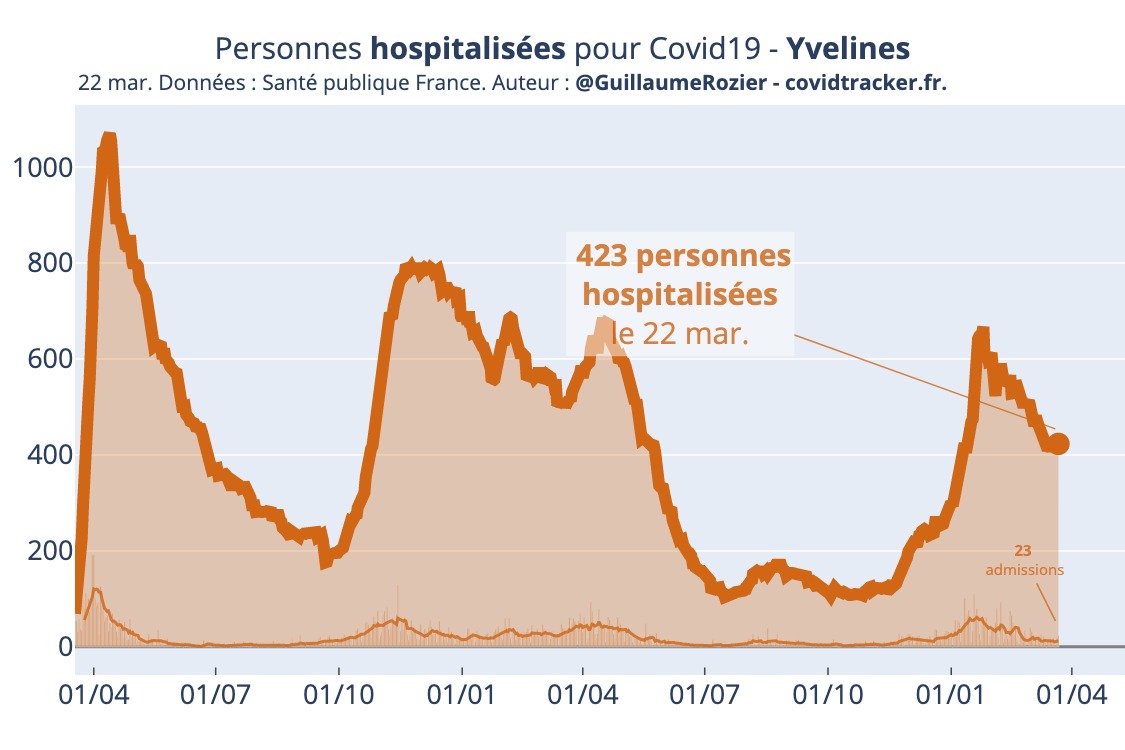 Personnes hospitalisées pour Covid19 - Yvelines
22 mar. Données : Santé publique France. Auteur : @GuillaumeRozier - covidtracker.fr.
1000
800
600
400
200
0
423 personnes
hospitalisées
le 22 mar.
23
admissions
01/04 01/07 01/10 01/01 01/04 01/07 01/10 01/01 01/04